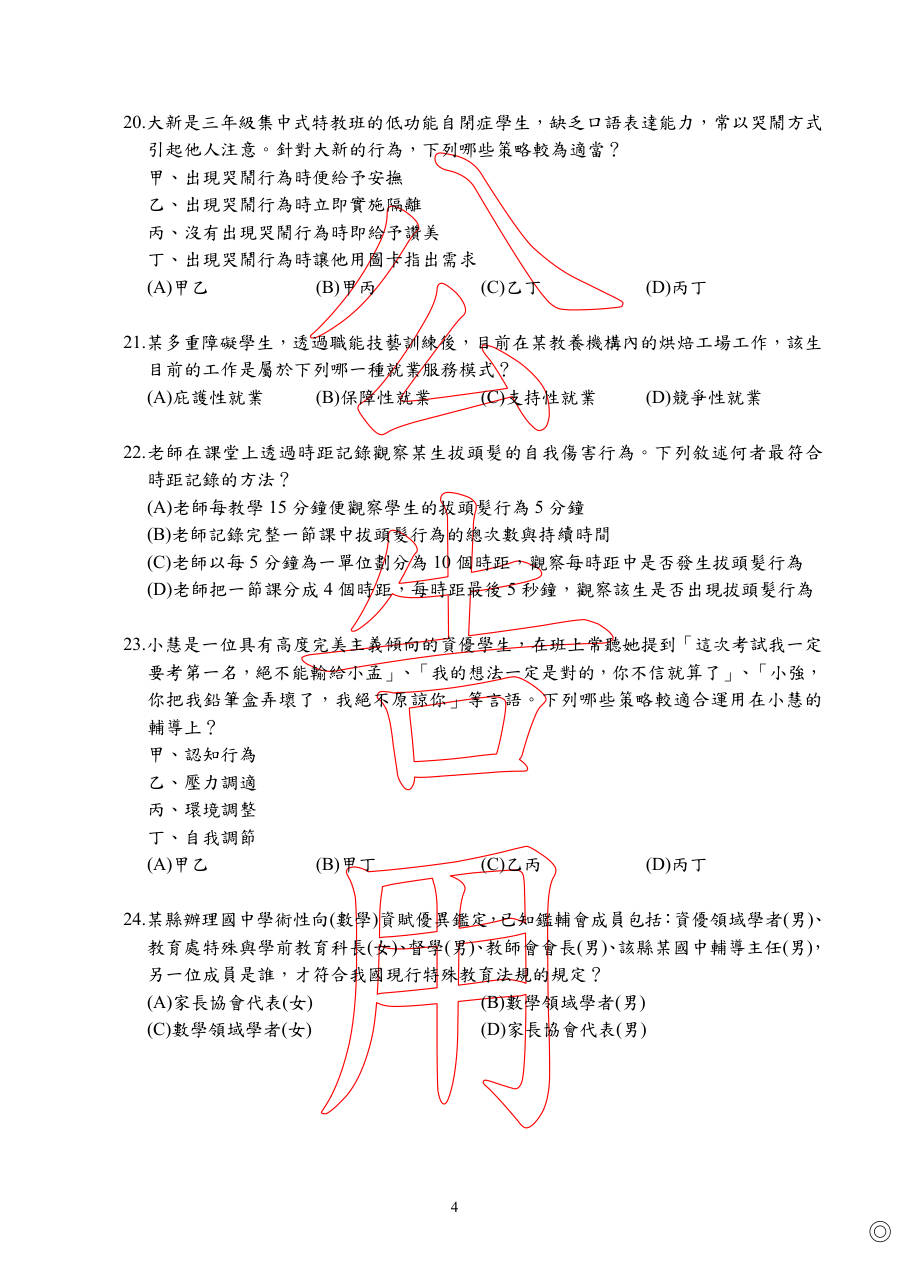 20.大新是三年級集中式特教班的低功能自閉症學生，缺乏口語表達能力，常以哭鬧方式
引起他人注意。針對大新的行為，下列哪些策略較為適當？
甲、出現哭鬧行為時便給予安撫
乙、出現哭鬧行為時立即實施隔離
丙、沒有出現哭鬧行為時即給予讚美
丁、出現哭鬧行為時讓他用圖卡指出需求
(A)甲乙 (B)甲丙 (C)乙丁 (D)丙丁
21.某多重障礙學生，透過職能技藝訓練後，目前在某教養機構內的烘焙工場工作，該生
目前的工作是屬於下列哪一種就業服務模式？
(A)庇護性就業 (B)保障性就業 (C)支持性就業 (D)競爭性就業
22.老師在課堂上透過時距記錄觀察某生拔頭髮的自我傷害行為。下列敘述何者最符合
時距記錄的方法？
(A)老師每教學 15 分鐘便觀察學生的拔頭髮行為 5 分鐘
(B)老師記錄完整一節課中拔頭髮行為的總次數與持續時間
(C)老師以每 5 分鐘為一單位劃分為 10 個時距，觀察每時距中是否發生拔頭髮行為
(D)老師把一節課分成 4 個時距，每時距最後 5 秒鐘，觀察該生是否出現拔頭髮行為
23.小慧是一位具有高度完美主義傾向的資優學生，在班上常聽她提到「這次考試我一定
要考第一名，絕不能輸給小孟」、「我的想法一定是對的，你不信就算了」、「小強，
你把我鉛筆盒弄壞了，我絕不原諒你」等言語。下列哪些策略較適合運用在小慧的
輔導上？
甲、認知行為
乙、壓力調適
丙、環境調整
丁、自我調節
(A)甲乙 (B)甲丁 (C)乙丙 (D)丙丁
24.某縣辦理國中學術性向(數學)資賦優異鑑定，已知鑑輔會成員包括：資優領域學者(男)、
教育處特殊與學前教育科長(女)、督學(男)、教師會會長(男)、該縣某國中輔導主任(男)，
另一位成員是誰，才符合我國現行特殊教育法規的規定？
(A)家長協會代表(女) (B)數學領域學者(男)
(C)數學領域學者(女) (D)家長協會代表(男)
公告用
4
◎